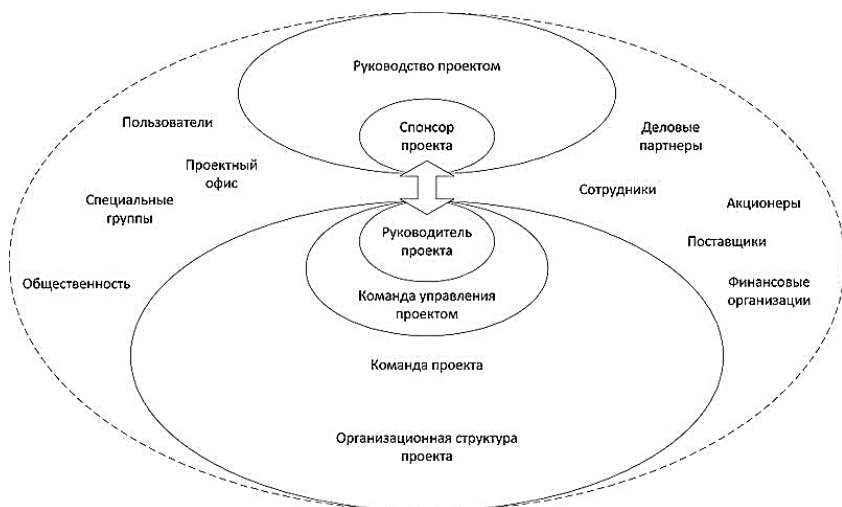 Руководство проектом
Спонсор
проекта
Пользователи
Проектный
офис
Специальные
группы
Общественность
Деловые
партнеры
Сотрудники
Акционеры
Поставщики
Финансовые
организации
Руководитель
проекта
Команда управления
проектом
Команда проекта
Организационная структура
проекта